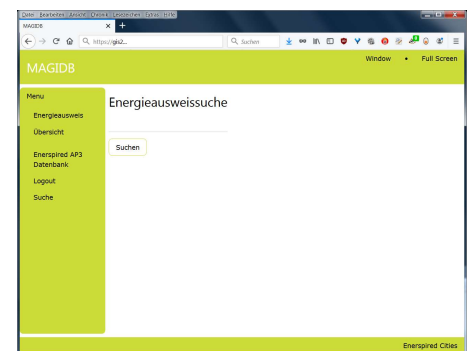 Datei Bearbeiten Ansicht Chronik Lesezeichen Extras Hilfe
MAGIDB
https://gis2...
Suchen
MAGIDB
Window • Full Screen
Menu
Energieausweis
Übersicht
Enerspired AP3
Datenbank
Logout
Suche
Energieausweissuche
Suchen
Enerspired Cities